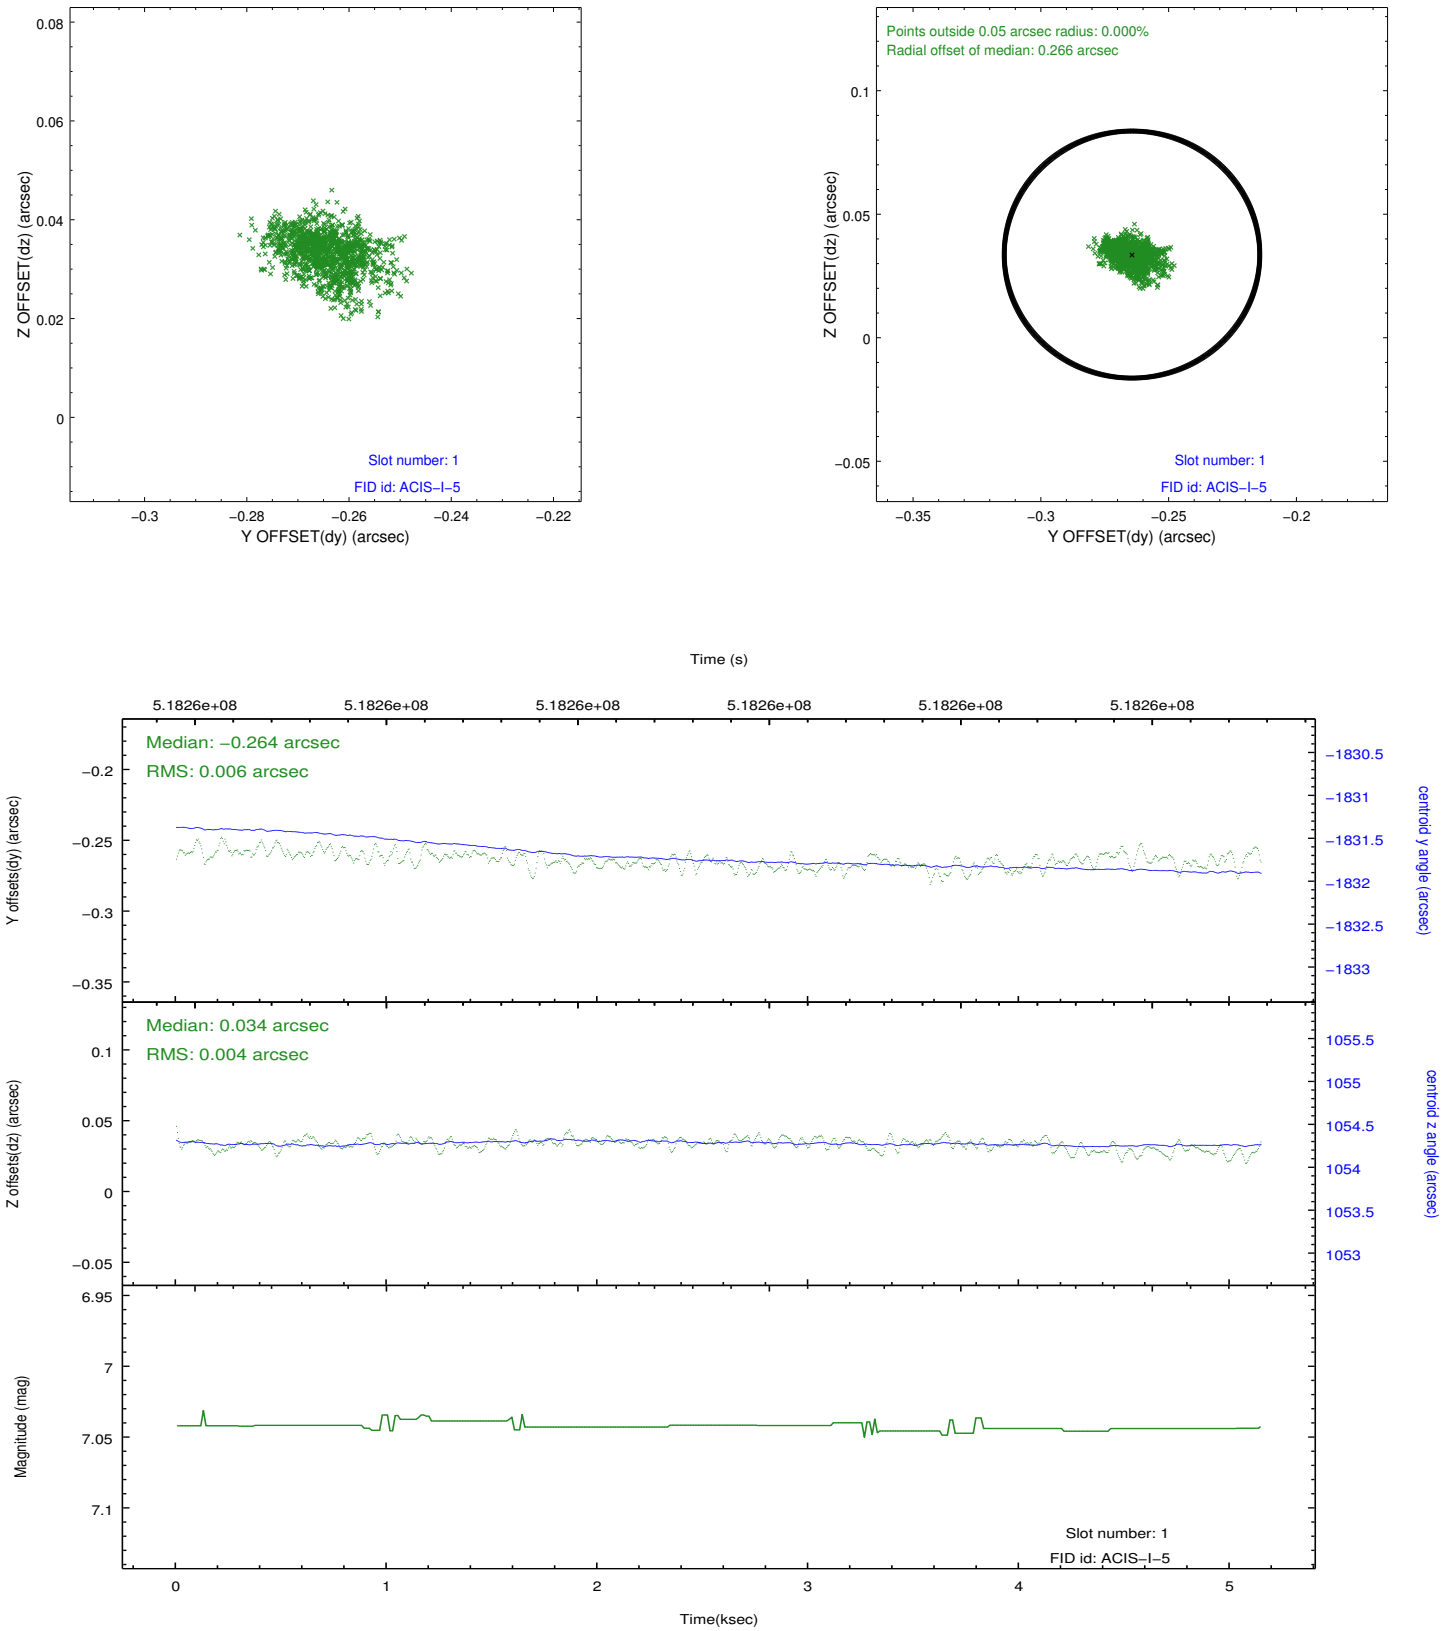 0.08
0.06
0.04
0.02
0
Z OFFSET(dz) (arcsec)
Slot number: 1
FID id: ACIS−I−5
−0.3 −0.28 −0.26 −0.24 −0.22
Y OFFSET(dy) (arcsec)
Points outside 0.05 arcsec radius: 0.000%
Radial offset of median: 0.266 arcsec
0.1
0.05
0
−0.05
Z OFFSET(dz) (arcsec)
Slot number: 1
FID id: ACIS−I−5
−0.35 −0.3 −0.25 −0.2
Y OFFSET(dy) (arcsec)
Time (s)
5.1826e+08 5.1826e+08 5.1826e+08 5.1826e+08 5.1826e+08 5.1826e+08
Median: −0.264 arcsec
RMS: 0.006 arcsec
−0.2
−0.25
−0.3
−0.35
Y offsets(dy) (arcsec)
−1830.5
−1831
−1831.5
−1832
−1832.5
−1833
centroid y angle (arcsec)
Median: 0.034 arcsec
RMS: 0.004 arcsec
0.1
0.05
0
−0.05
Z offsets(dz) (arcsec)
1055.5
1055
1054.5
1054
1053.5
1053
centroid z angle (arcsec)
6.95
7
7.05
7.1
Magnitude (mag)
Slot number: 1
FID id: ACIS−I−5
0 1 2 3 4 5
Time(ksec)